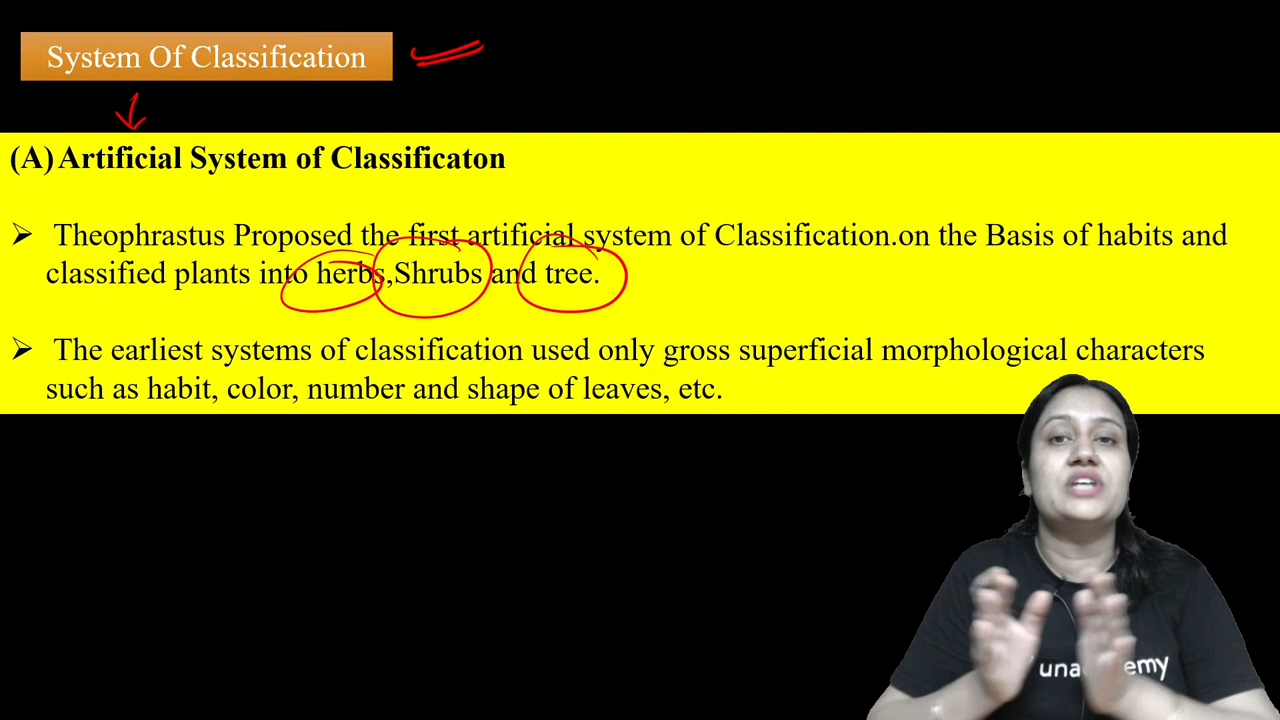 System Of Classification
(A) Artificial System of Classificaton
➢ Theophrastus Proposed the first artificial system of Classification.on the Basis of habits and
classified plants into herbs,Shrubs and tree.
➢ The earliest systems of classification used only gross superficial morphological characters
such as habit, color, number and shape of leaves, etc.